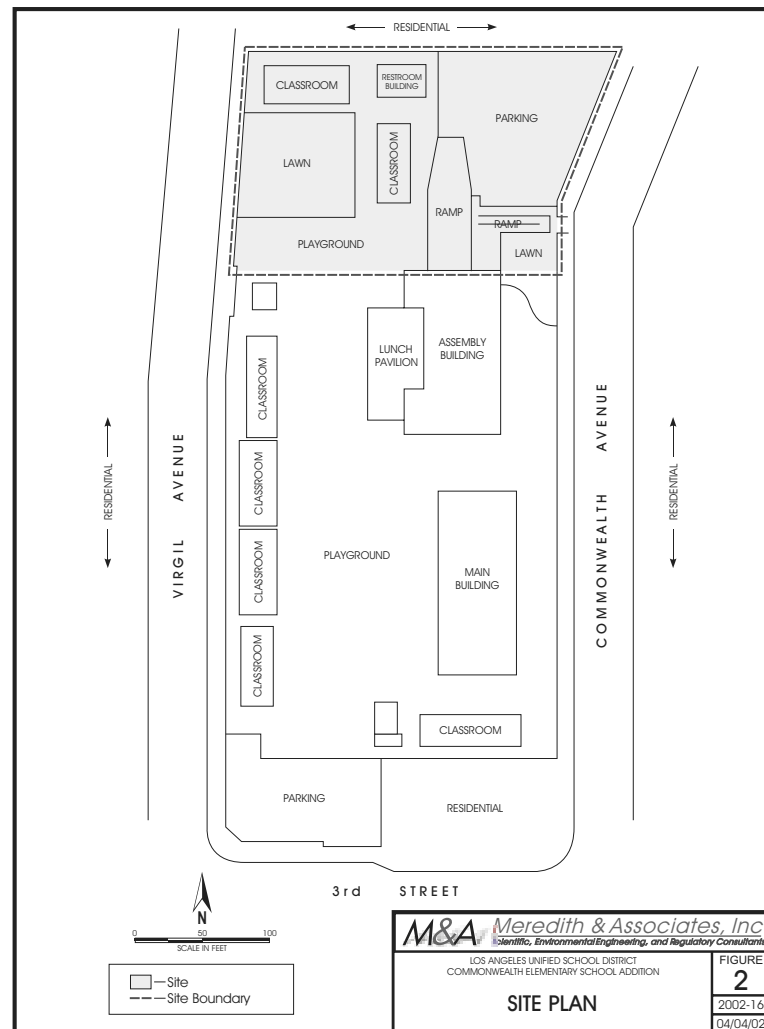 RESIDENTIAL
CLASSROOM
RESTROOM
BUILDING
PARKING
CLASSROOM
LAWN
RAMP
RAMP
PLAYGROUND
LAWN
LUNCH
PAVILION
ASSEMBLY
BUILDING
CLASSROOM
RESIDENTIAL
VIRGIL AVENUE
CLASSROOM
PLAYGROUND
CLASSROOM
MAIN
BUILDING
COMMONWEALTH AVENUE
RESIDENTIAL
CLASSROOM
CLASSROOM
PARKING
RESIDENTIAL
3rd STREET
N
0 50 100
SCALE IN FEET
Site
Site Boundary
M&A Meredith & Associates, Inc
Scientific, Environmental Engineering, and Regulatory Consultants
LOS ANGELES UNIFIED SCHOOL DISTRICT
COMMONWEALTH ELEMENTARY SCHOOL ADDITION
SITE PLAN
FIGURE
2
2002-16
04/04/02